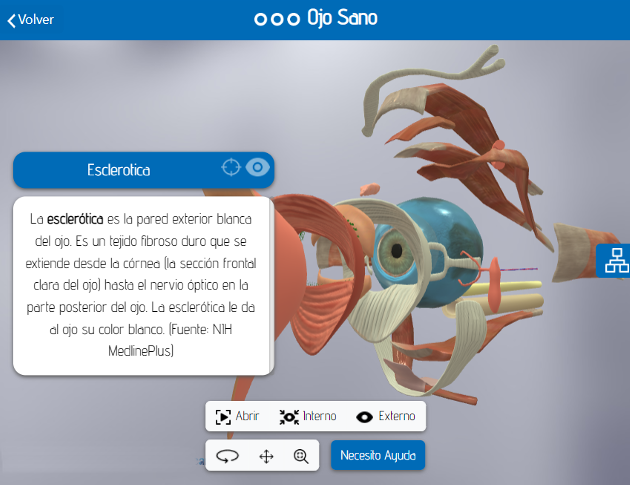 Volver
Ojo Sano
Esclerotica
La esclerótica es la pared exterior blanca
del ojo. Es un tejido fibroso duro que se
extiende desde la córnea (la sección frontal
clara del ojo) hasta el nervio óptico en la
parte posterior del ojo. La esclerótica le da
al ojo su color blanco. (Fuente: N1H
MedlinePlus)
Abrir Interno Externo
Necesito Ayuda